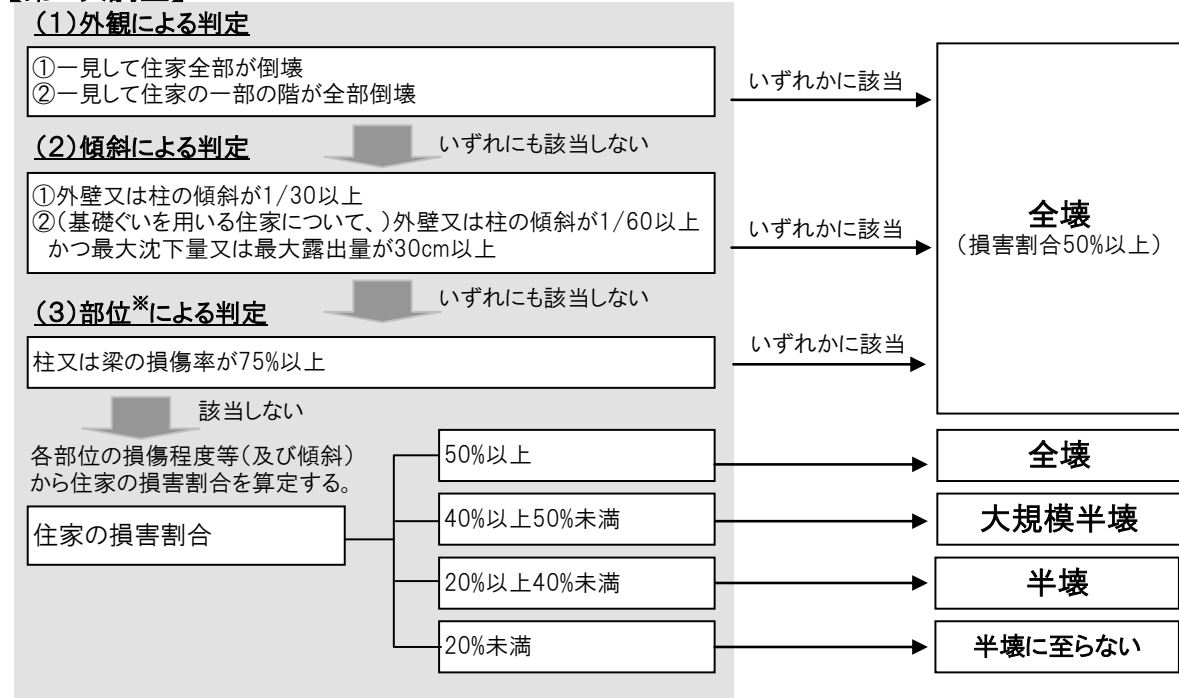 (1)外観による判定
①一見して住家全部が倒壊
②一見して住家の一部の階が全部倒壊
いずれかに該当
いずれにも該当しない
(2)傾斜による判定
①外壁又は柱の傾斜が1/30以上
②(基礎ぐいを用いる住家について、)外壁又は柱の傾斜が1/60以上
かつ最大沈下量又は最大露出量が30cm以上
いずれかに該当
全壊
(損害割合50%以上)
いずれにも該当しない
(3)部位※による判定
柱又は梁の損傷率が75%以上
いずれかに該当
該当しない
各部位の損傷程度等(及び傾斜)
から住家の損害割合を算定する。
住家の損害割合
50%以上
全壊
40%以上50%未満
大規模半壊
20%以上40%未満
半壊
20%未満
半壊に至らない